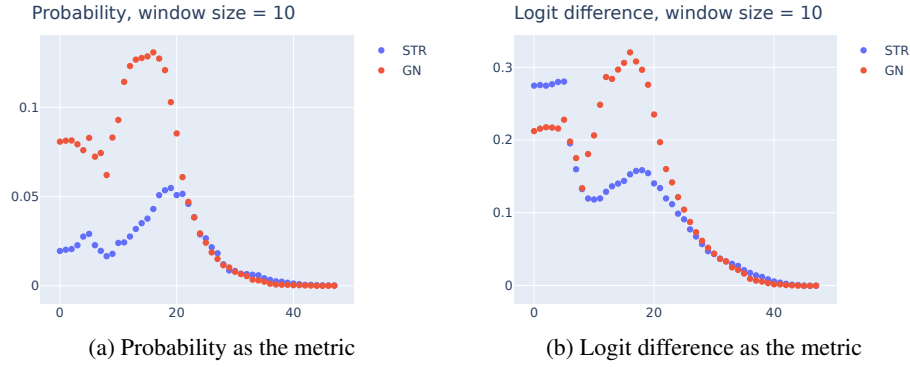 Probability, window size = 10
STR
GN
0.1
0.05
0
0
20
40
(a) Probability as the metric
Logit difference, window size = 10
STR
GN
0.3
0.2
0.1
0
0
20
40
(b) Logit difference as the metric